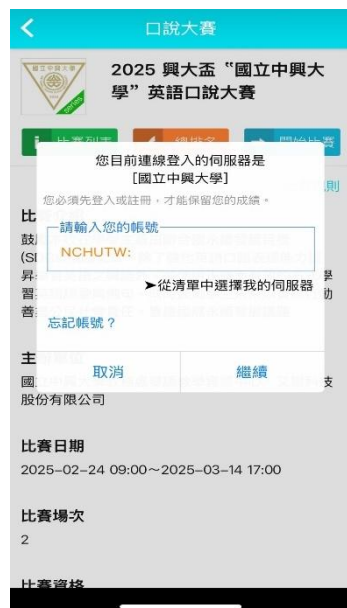 口說大賽
2025 興大盃“國立中興大
學”英語口說大賽
您目前連線登入的伺服器是
[國立中興大學]
您必須先登入或註冊，才能保留您的成績。
請輸入您的帳號
NCHUTW:
➤從清單中選擇我的伺服器
忘記帳號？
取消
繼續
股份有限公司
比賽日期
2025-02-24 09:00~2025-03-14 17:00
比賽場次
2
比賽資格